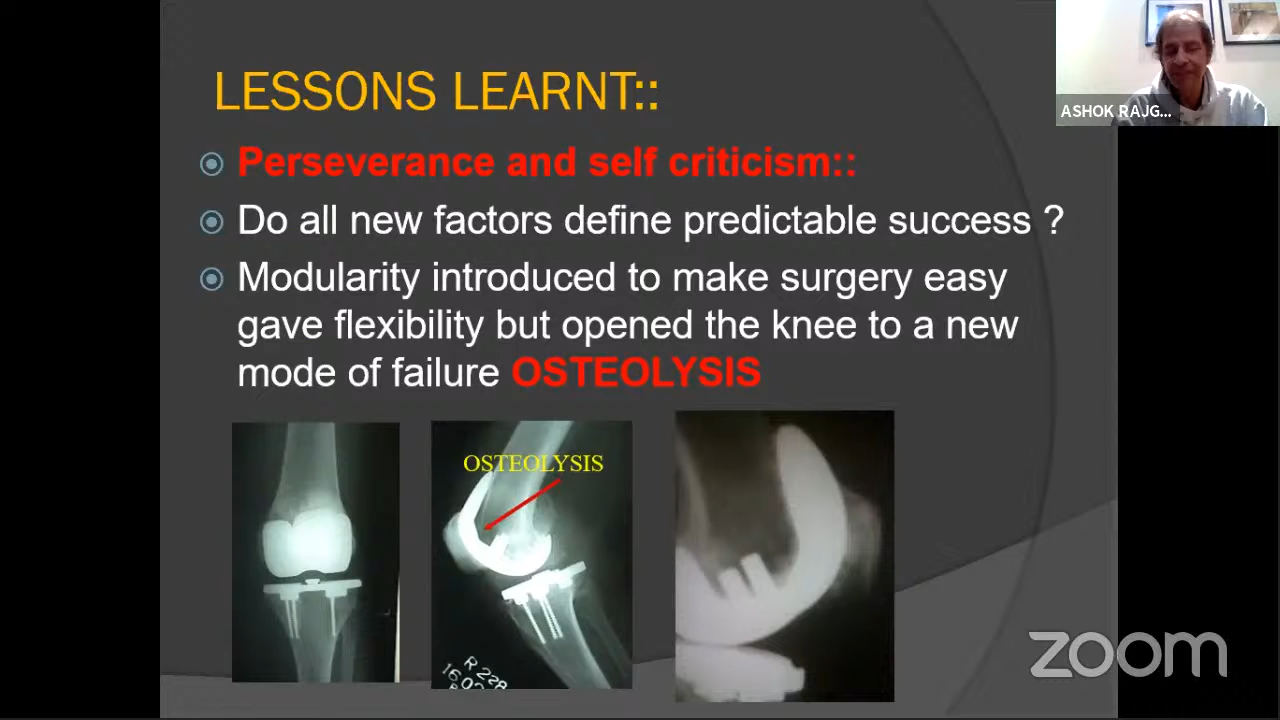 LESSONS LEARNT::
Perseverance and self criticism::
Do all new factors define predictable success ?
Modularity introduced to make surgery easy
gave flexibility but opened the knee to a new
mode of failure OSTEOLYSIS
OSTEOLYSIS
ASHOK RAJG...
zoom